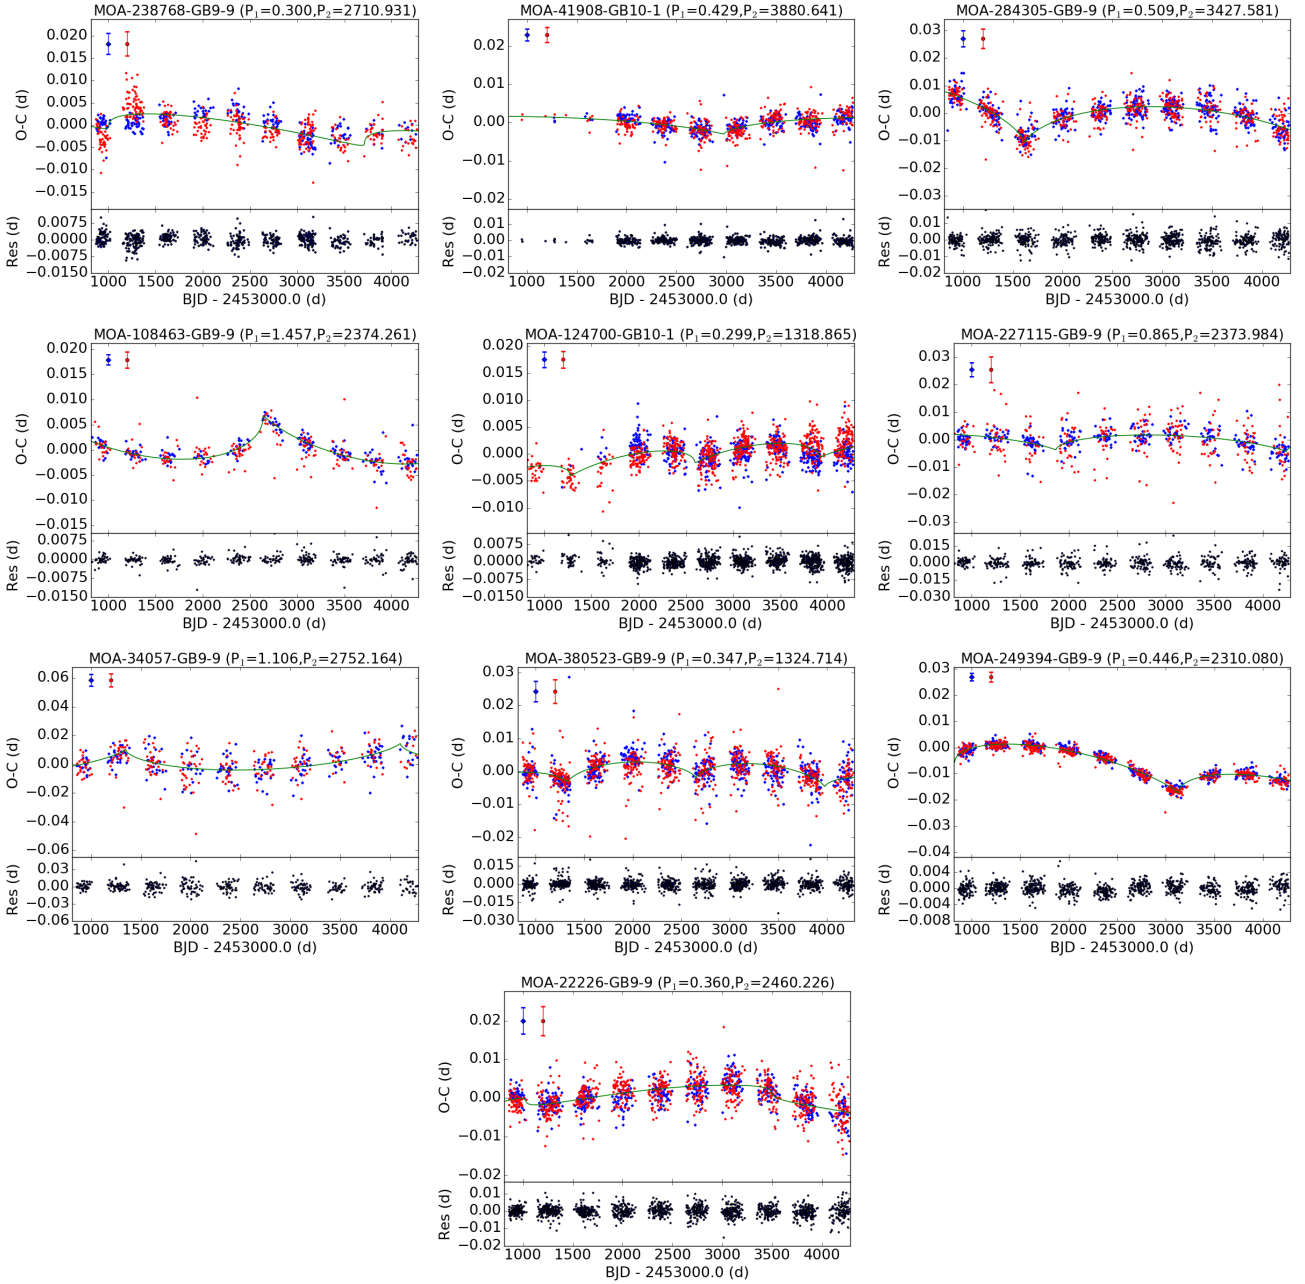 MOA-238768-GB9-9 (P₁=0.300,P₂=2710.931)
0.020
0.015
0.010
0.005
0.000
−0.005
−0.010
−0.015
O-C (d)
0.0075
0.0000
−0.0075
−0.0150
Res (d)
1000 1500 2000 2500 3000 3500 4000
BJD - 2453000.0 (d)
MOA-41908-GB10-1 (P₁=0.429,P₂=3880.641)
0.02
0.01
0.00
−0.01
−0.02
O-C (d)
0.01
0.00
−0.01
−0.02
Res (d)
1000 1500 2000 2500 3000 3500 4000
BJD - 2453000.0 (d)
MOA-284305-GB9-9 (P₁=0.509,P₂=3427.581)
0.03
0.02
0.01
0.00
−0.01
−0.02
−0.03
O-C (d)
0.01
0.00
−0.01
−0.02
Res (d)
1000 1500 2000 2500 3000 3500 4000
BJD - 2453000.0 (d)
MOA-108463-GB9-9 (P₁=1.457,P₂=2374.261)
0.020
0.015
0.010
0.005
0.000
−0.005
−0.010
−0.015
O-C (d)
0.0075
0.0000
−0.0075
−0.0150
Res (d)
1000 1500 2000 2500 3000 3500 4000
BJD - 2453000.0 (d)
MOA-124700-GB10-1 (P₁=0.299,P₂=1318.865)
0.015
0.010
0.005
0.000
−0.005
−0.010
O-C (d)
0.0075
0.0000
−0.0075
−0.0150
Res (d)
1000 1500 2000 2500 3000 3500 4000
BJD - 2453000.0 (d)
MOA-227115-GB9-9 (P₁=0.865,P₂=2373.984)
0.03
0.02
0.01
0.00
−0.01
−0.02
−0.03
O-C (d)
0.015
0.000
−0.015
−0.030
Res (d)
1000 1500 2000 2500 3000 3500 4000
BJD - 2453000.0 (d)
MOA-34057-GB9-9 (P₁=1.106,P₂=2752.164)
0.06
0.04
0.02
0.00
−0.02
−0.04
−0.06
O-C (d)
0.03
0.00
−0.03
−0.06
Res (d)
1000 1500 2000 2500 3000 3500 4000
BJD - 2453000.0 (d)
MOA-380523-GB9-9 (P₁=0.347,P₂=1324.714)
0.03
0.02
0.01
0.00
−0.01
−0.02
O-C (d)
0.015
0.000
−0.015
−0.030
Res (d)
1000 1500 2000 2500 3000 3500 4000
BJD - 2453000.0 (d)
MOA-249394-GB9-9 (P₁=0.446,P₂=2310.080)
0.03
0.02
0.01
0.00
−0.01
−0.02
−0.03
−0.04
O-C (d)
0.004
0.000
−0.004
−0.008
Res (d)
1000 1500 2000 2500 3000 3500 4000
BJD - 2453000.0 (d)
MOA-22226-GB9-9 (P₁=0.360,P₂=2460.226)
0.02
0.01
0.00
−0.01
−0.02
O-C (d)
0.01
0.00
−0.01
−0.02
Res (d)
1000 1500 2000 2500 3000 3500 4000
BJD - 2453000.0 (d)